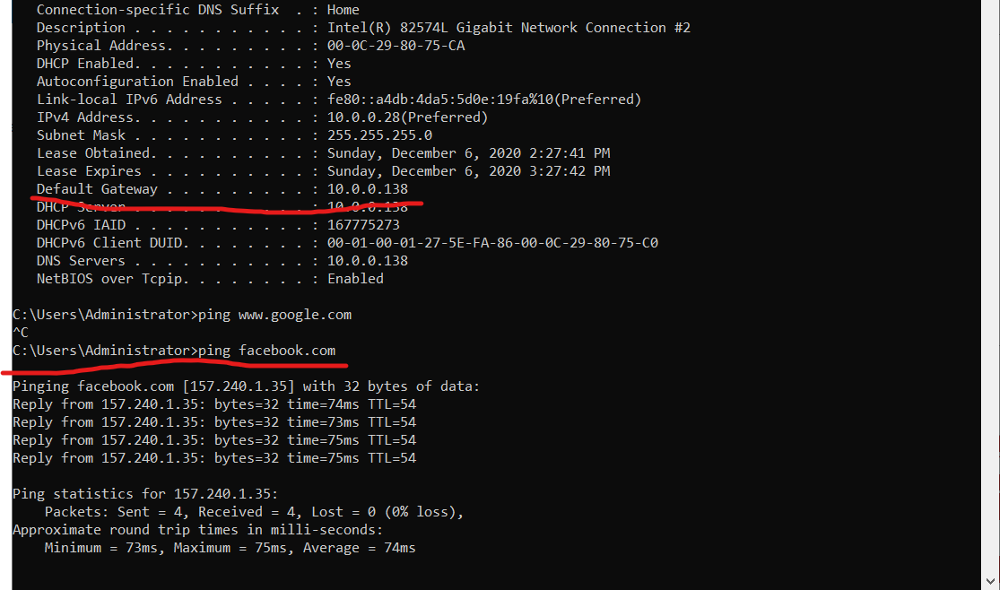 Connection-specific DNS Suffix  . : Home
Description . . . . . . . . . . . : Intel(R) 82574L Gigabit Network Connection #2
Physical Address. . . . . . . . . : 00-0C-29-80-75-CA
DHCP Enabled. . . . . . . . . . . : Yes
Autoconfiguration Enabled . . . . : Yes
Link-local IPv6 Address . . . . . : fe80::a4db:4da5:5d0e:19fa%10(Preferred)
IPv4 Address. . . . . . . . . . . : 10.0.0.28(Preferred)
Subnet Mask . . . . . . . . . . . : 255.255.255.0
Lease Obtained. . . . . . . . . . : Sunday, December 6, 2020 2:27:41 PM
Lease Expires . . . . . . . . . . : Sunday, December 6, 2020 3:27:42 PM
Default Gateway . . . . . . . . . : 10.0.0.138
DHCP Server . . . . . . . . . . . : 10.0.0.138
DHCPv6 IAID . . . . . . . . . . . : 167775273
DHCPv6 Client DUID. . . . . . . . : 00-01-00-01-27-5E-FA-86-00-0C-29-80-75-C0
DNS Servers . . . . . . . . . . . : 10.0.0.138
NetBIOS over Tcpip. . . . . . . . : Enabled
C:\Users\Administrator>ping www.google.com
^C
C:\Users\Administrator>ping facebook.com
Pinging facebook.com [157.240.1.35] with 32 bytes of data:
Reply from 157.240.1.35: bytes=32 time=74ms TTL=54
Reply from 157.240.1.35: bytes=32 time=73ms TTL=54
Reply from 157.240.1.35: bytes=32 time=75ms TTL=54
Reply from 157.240.1.35: bytes=32 time=75ms TTL=54
Ping statistics for 157.240.1.35:
Packets: Sent = 4, Received = 4, Lost = 0 (0% loss),
Approximate round trip times in milli-seconds:
Minimum = 73ms, Maximum = 75ms, Average = 74ms